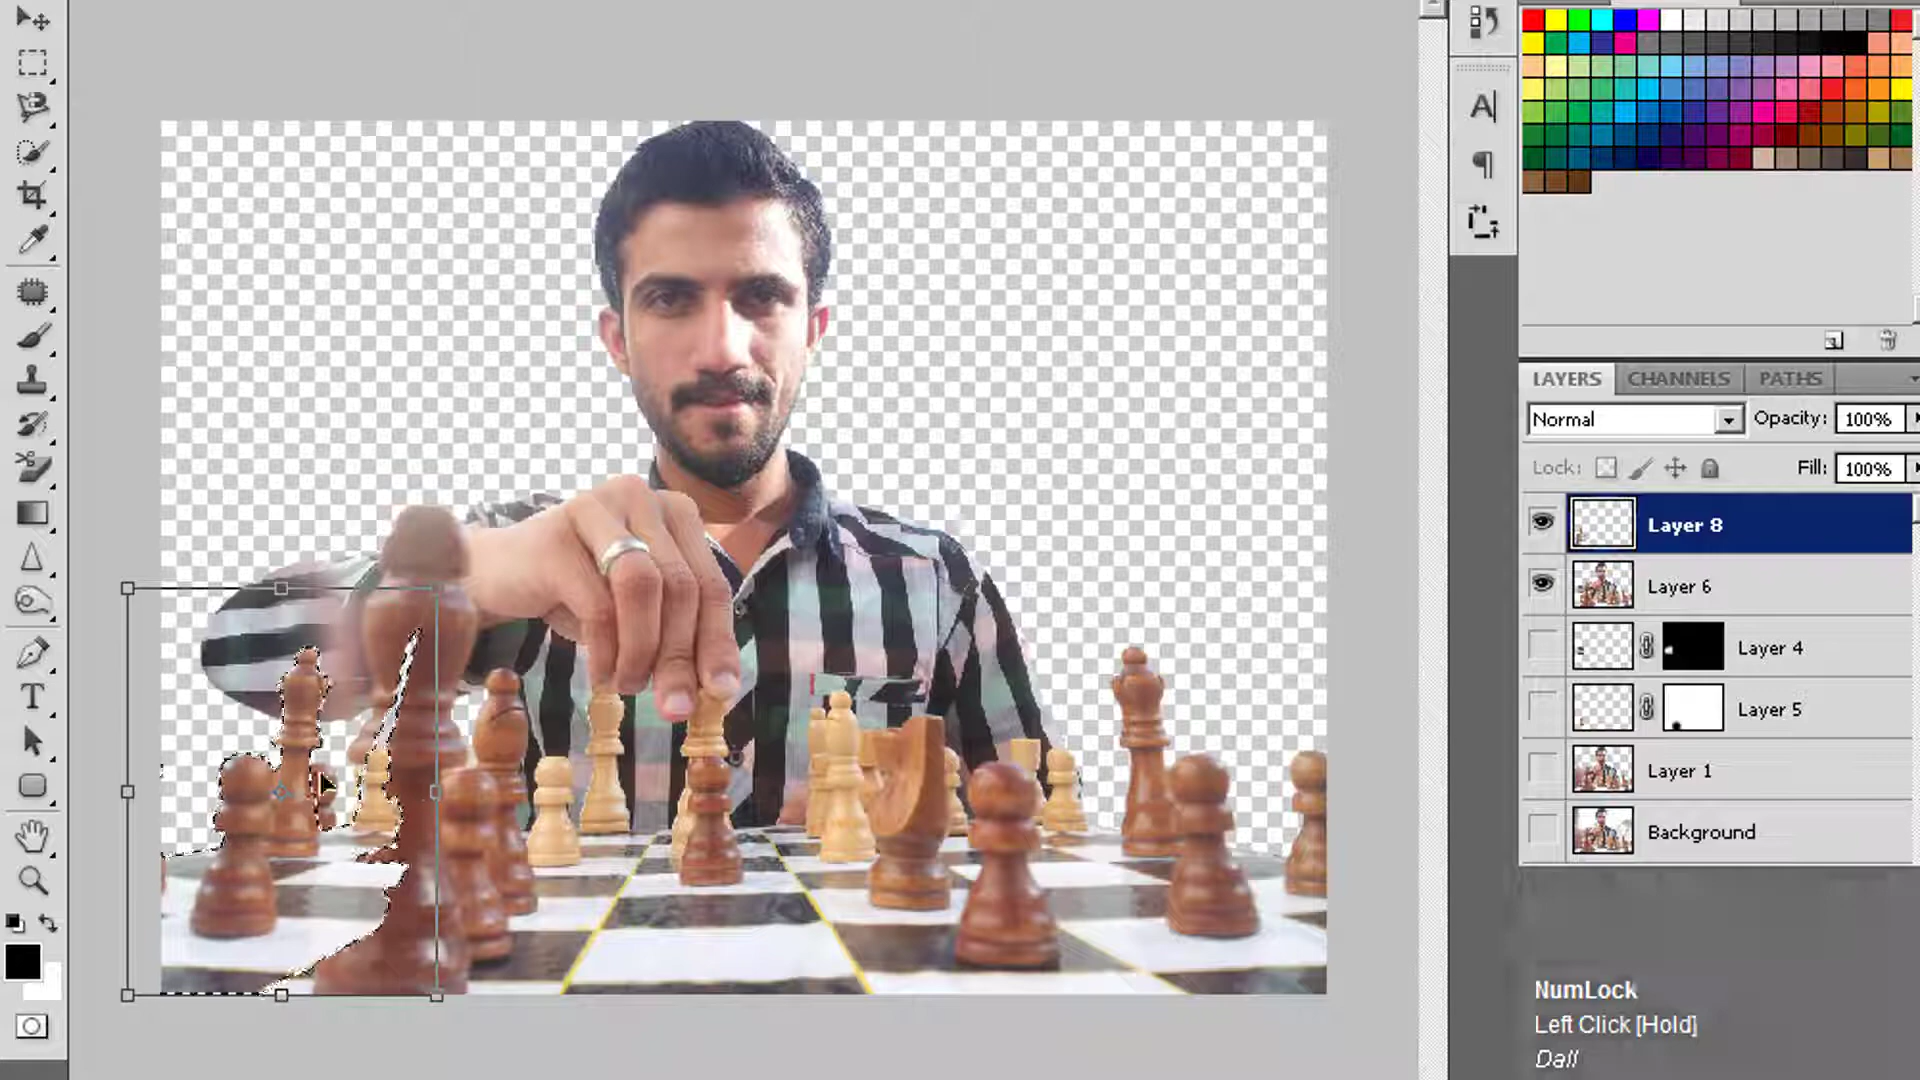 A|
LAYERS CHANNELS PATHS
Normal Opacity: 100%
Lock: Fill: 100%
Layer 8
Layer 6
Layer 4
Layer 5
Layer 1
Background
T
NumLock
Left Click [Hold]
Dall